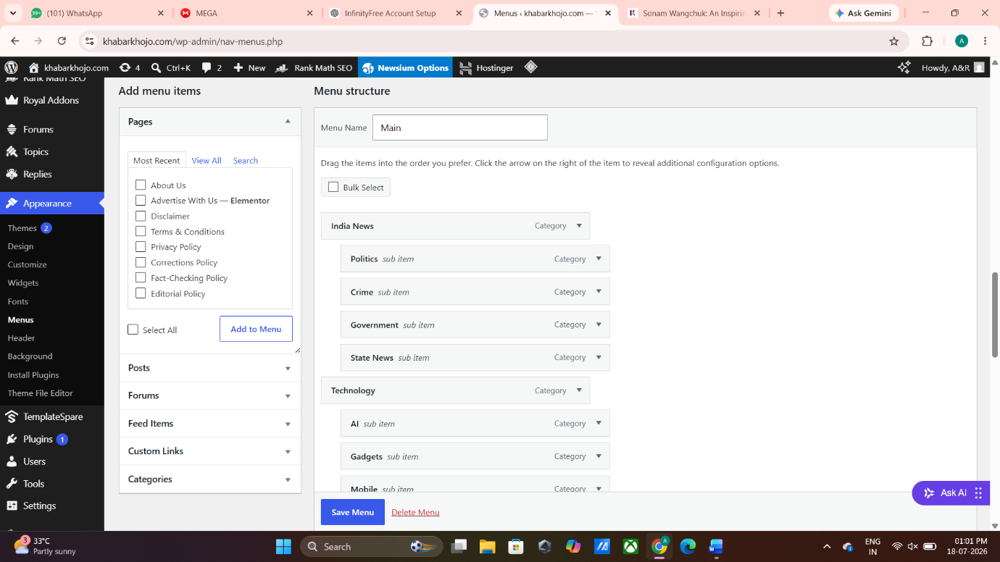 99+
(101) WhatsApp
MEGA
InfinityFree Account Setup
Menus ‹ khabarkhojo.com —
Sonam Wangchuk: An Inspirin
Ask Gemini
khabarkhojo.com/wp-admin/nav-menus.php
A
khabarkhojo.com
4
Ctrl+K
2
New
Rank Math SEO
Newsium Options
Hostinger
Howdy, A&R
Rank Math SEO
Royal Addons
Forums
Topics
Replies
Appearance
Themes 2
Design
Customize
Widgets
Fonts
Menus
Header
Background
Install Plugins
Theme File Editor
TemplateSpare
Plugins 1
Users
Tools
Settings
Add menu items
Pages
Most Recent
View All
Search
About Us
Advertise With Us — Elementor
Disclaimer
Terms & Conditions
Privacy Policy
Corrections Policy
Fact-Checking Policy
Editorial Policy
Select All
Add to Menu
Posts
Forums
Feed Items
Custom Links
Categories
Menu structure
Menu Name
Main
Drag the items into the order you prefer. Click the arrow on the right of the item to reveal additional configuration options.
Bulk Select
India News Category
Politics sub item Category
Crime sub item Category
Government sub item Category
State News sub item Category
Technology Category
AI sub item Category
Gadgets sub item Category
Mobile sub item Category
Save Menu
Delete Menu
Ask AI
3
33°C
Partly sunny
Search
A
W
ENG
IN
01:01 PM
18-07-2026